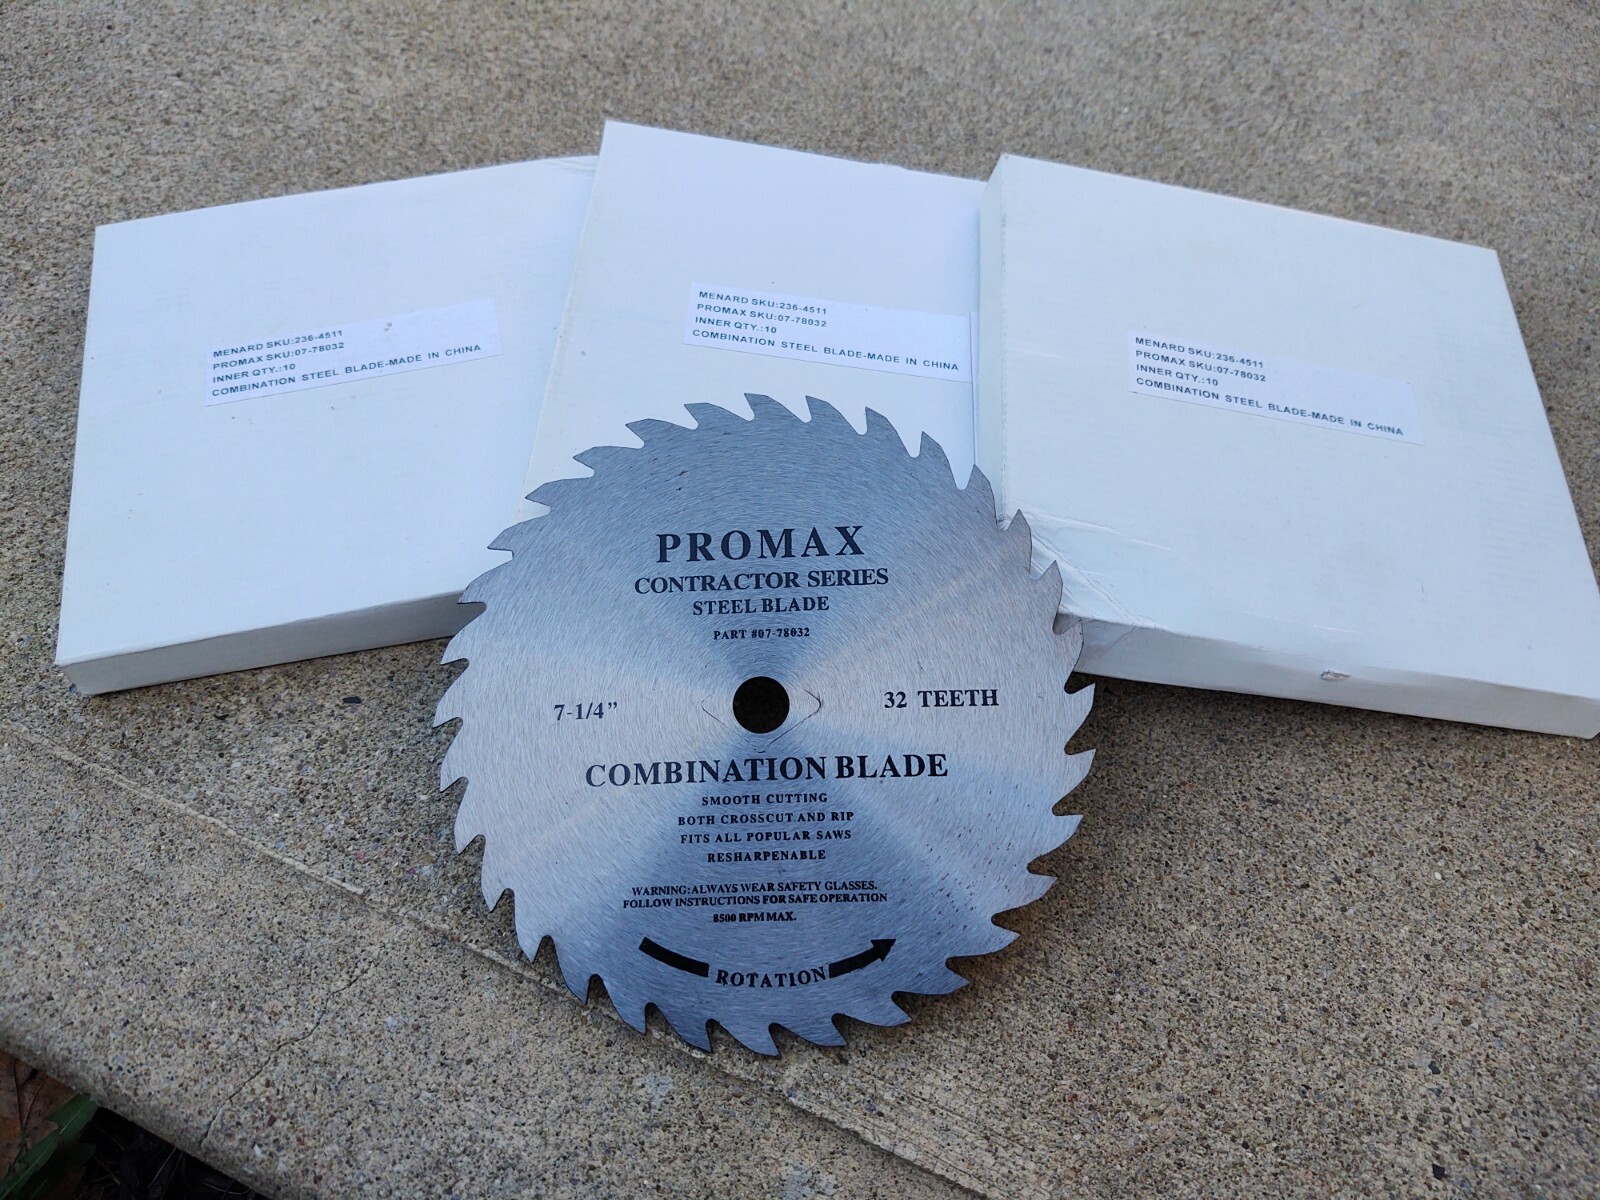 MENARD SKU:236-4511
PROMAX SKU:07-78032
INNER QTY.:10
COMBINATION STEEL BLADE-MADE IN CHINA
MENARD SKU:236-4511
PROMAX SKU:07-78032
INNER QTY.:10
COMBINATION STEEL BLADE-MADE IN CHINA
MENARD SKU:236-4511
PROMAX SKU:07-78032
INNER QTY.:10
COMBINATION STEEL BLADE-MADE IN CHINA
PROMAX
CONTRACTOR SERIES
STEEL BLADE
PART #07-78032
7-1/4” 32 TEETH
COMBINATION BLADE
SMOOTH CUTTING
BOTH CROSSCUT AND RIP
FITS ALL POPULAR SAWS
RESHARPENABLE
WARNING:ALWAYS WEAR SAFETY GLASSES.
FOLLOW INSTRUCTIONS FOR SAFE OPERATION
8500 RPM MAX.
ROTATION